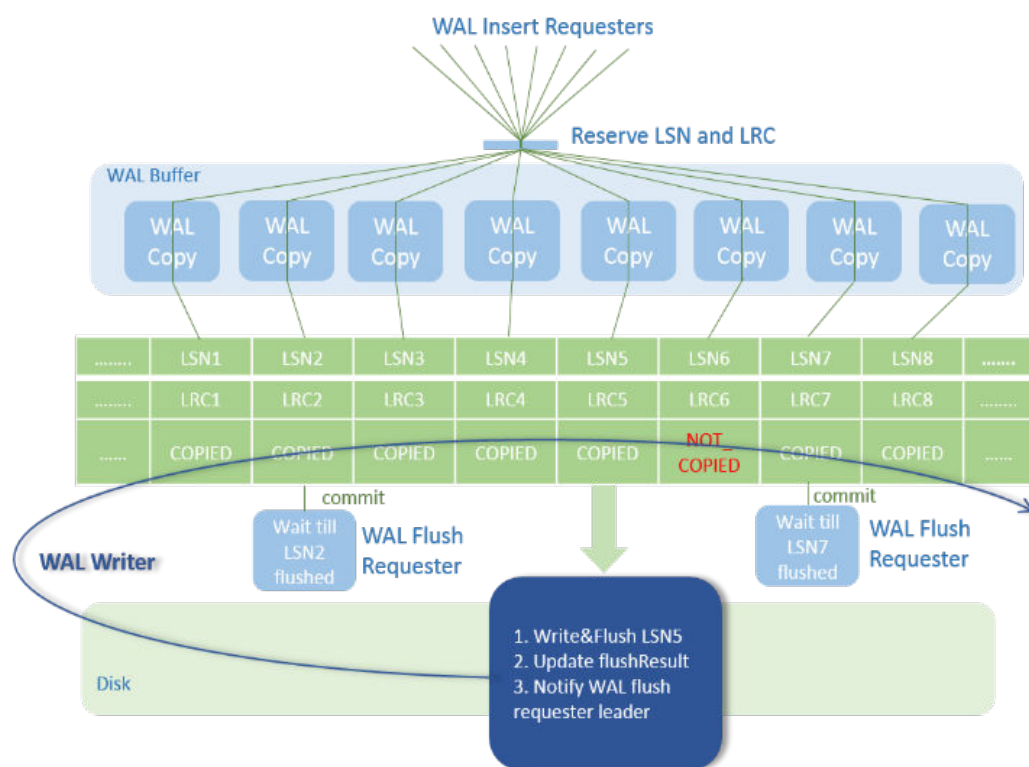 WAL Insert Requesters
Reserve LSN and LRC
WAL Buffer
WAL WAL WAL WAL WAL WAL WAL WAL
Copy Copy Copy Copy Copy Copy Copy Copy
........ LSN1 LSN2 LSN3 LSN4 LSN5 LSN6 LSN7 LSN8 .......
........ LRC1 LRC2 LRC3 LRC4 LRC5 LRC6 LRC7 LRC8 ......
...... COPIED COPIED COPIED COPIED COPIED NOT_ COPIED COPIED ......
COPIED
commit
commit
Wait till
LSN2
flushed
WAL Flush
Requester
Wait till
LSN7
flushed
WAL Flush
Requester
WAL Writer
Disk
1. Write&Flush LSN5
2. Update flushResult
3. Notify WAL flush
requester leader